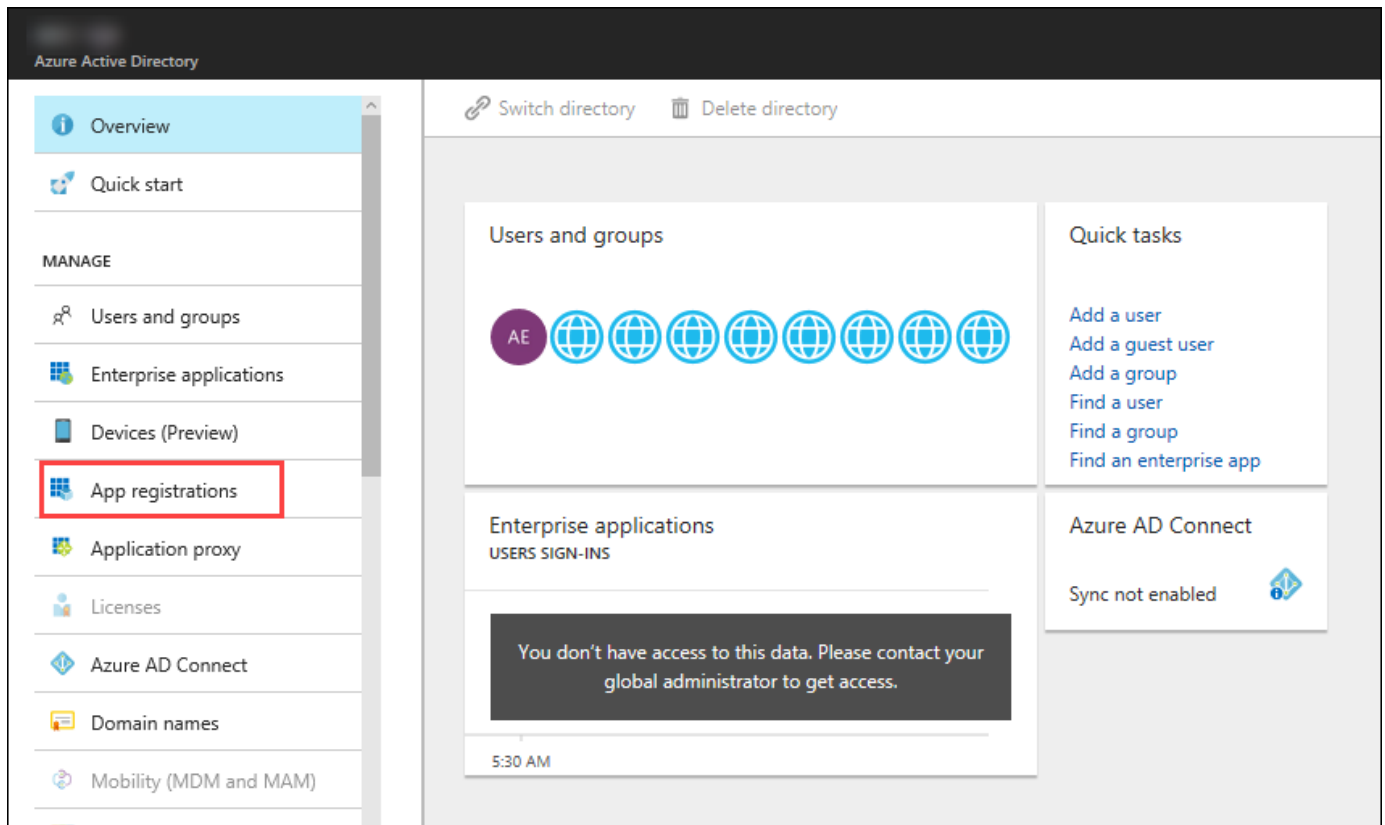 Azure Active Directory
Overview
Quick start
MANAGE
Users and groups
Enterprise applications
Devices (Preview)
App registrations
Application proxy
Licenses
Azure AD Connect
Domain names
Mobility (MDM and MAM)
Switch directory
Delete directory
Users and groups
AE
Quick tasks
Add a user
Add a guest user
Add a group
Find a user
Find a group
Find an enterprise app
Enterprise applications
USERS SIGN-INS
You don't have access to this data. Please contact your
global administrator to get access.
5:30 AM
Azure AD Connect
Sync not enabled